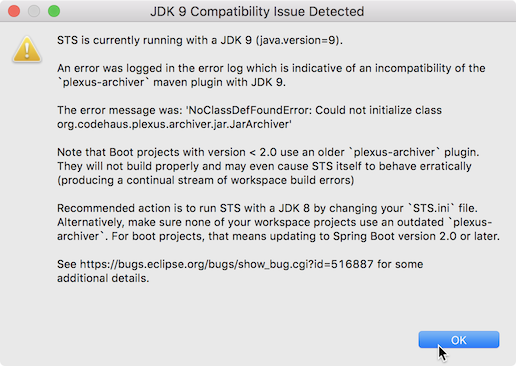 JDK 9 Compatibility Issue Detected
STS is currently running with a JDK 9 (java.version=9).
An error was logged in the error log which is indicative of an incompatibility of the
`plexus-archiver` maven plugin with JDK 9.
The error message was: 'NoClassDefFoundError: Could not initialize class
org.codehaus.plexus.archiver.jar.JarArchiver'
Note that Boot projects with version < 2.0 use an older `plexus-archiver` plugin.
They will not build properly and may even cause STS itself to behave erratically
(producing a continual stream of workspace build errors)
Recommended action is to run STS with a JDK 8 by changing your `STS.ini` file.
Alternatively, make sure none of your workspace projects use an outdated `plexus-
archiver`. For boot projects, that means updating to Spring Boot version 2.0 or later.
See https://bugs.eclipse.org/bugs/show_bug.cgi?id=516887 for some
additional details.
OK